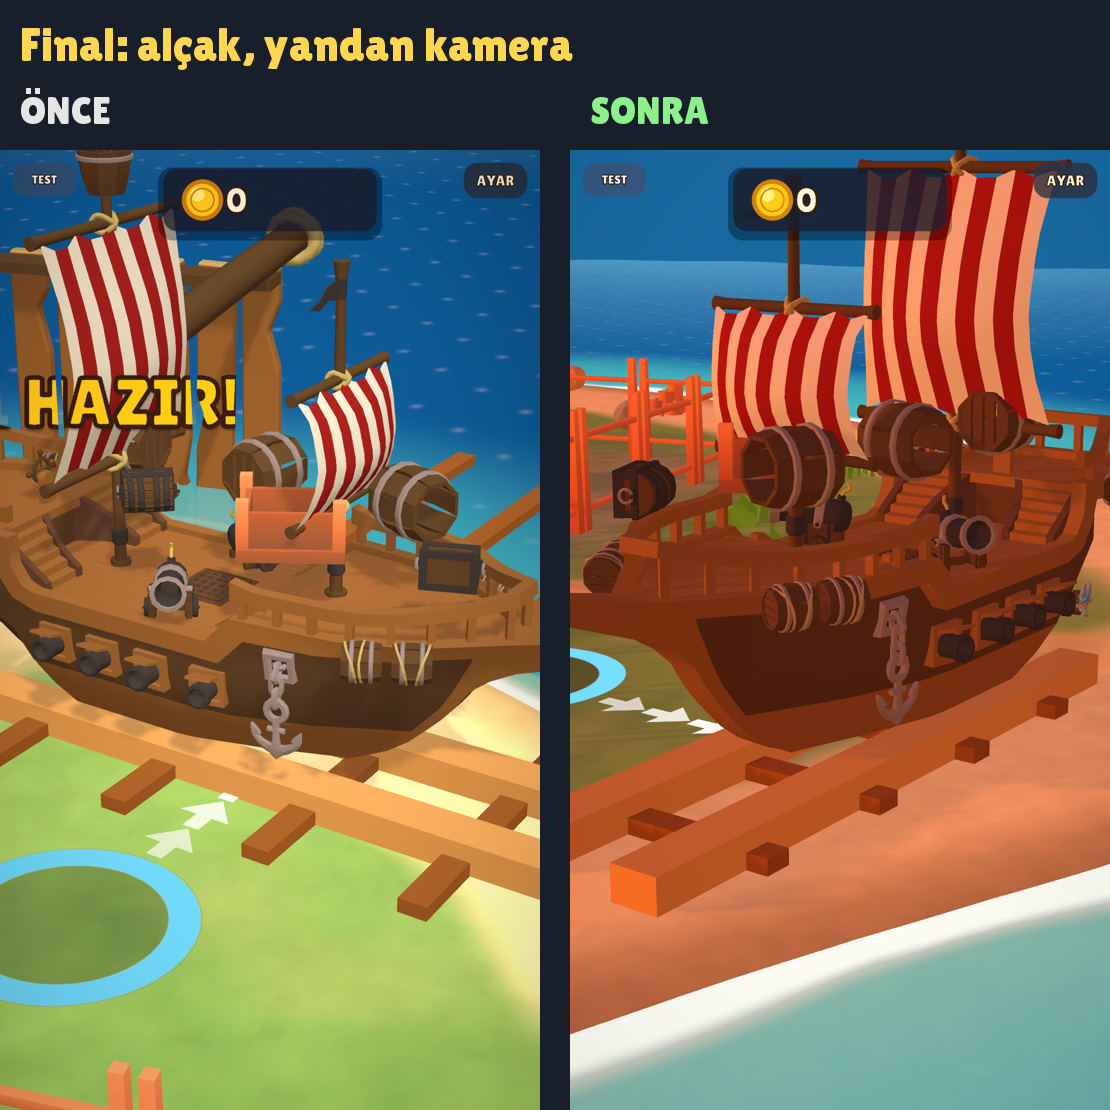 Final: alçak, yandan kamera
ÖNCE
SONRA
TEST
0
AYAR
HAZIR!
TEST
0
AYAR